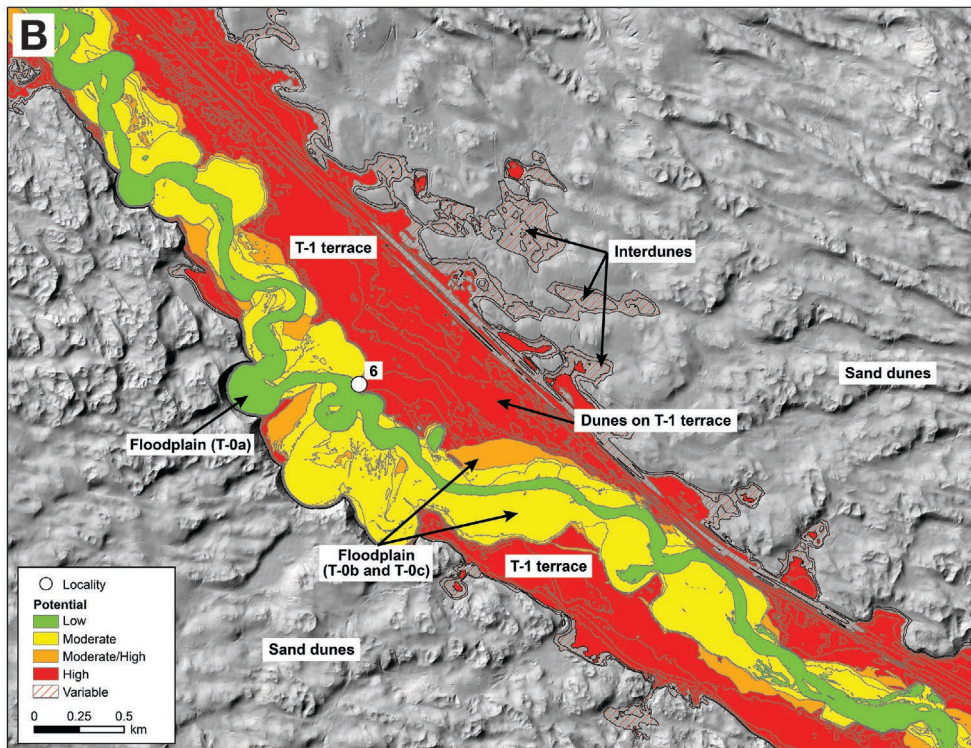 B
T-1 terrace
Interdunes
Sand dunes
6
Dunes on T-1 terrace
Floodplain (T-0a)
Floodplain
(T-0b and T-0c)
T-1 terrace
Sand dunes
Locality
Potential
Low
Moderate
Moderate/High
High
Variable
0 0.25 0.5
km